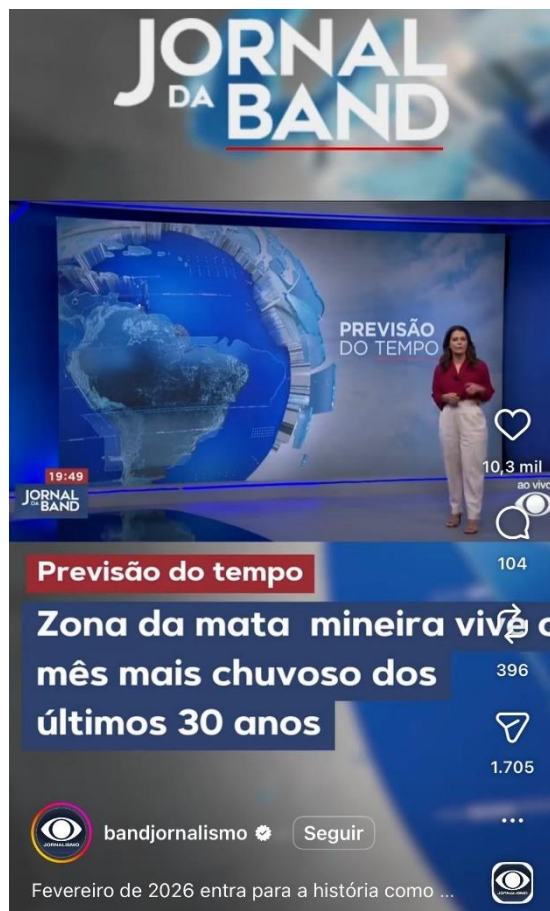 JORNAL
DA BAND
PREVISÃO
DO TEMPO
10,3 mil
19:49
JORNAL
DA BAND
ao vivo
104
Previsão do tempo
Zona da mata mineira vive o
mês mais chuvoso dos
últimos 30 anos
396
1.705
bandjornalismo
Seguir
JORNALISMO
Fevereiro de 2026 entra para a história como ...
JORNALISMO